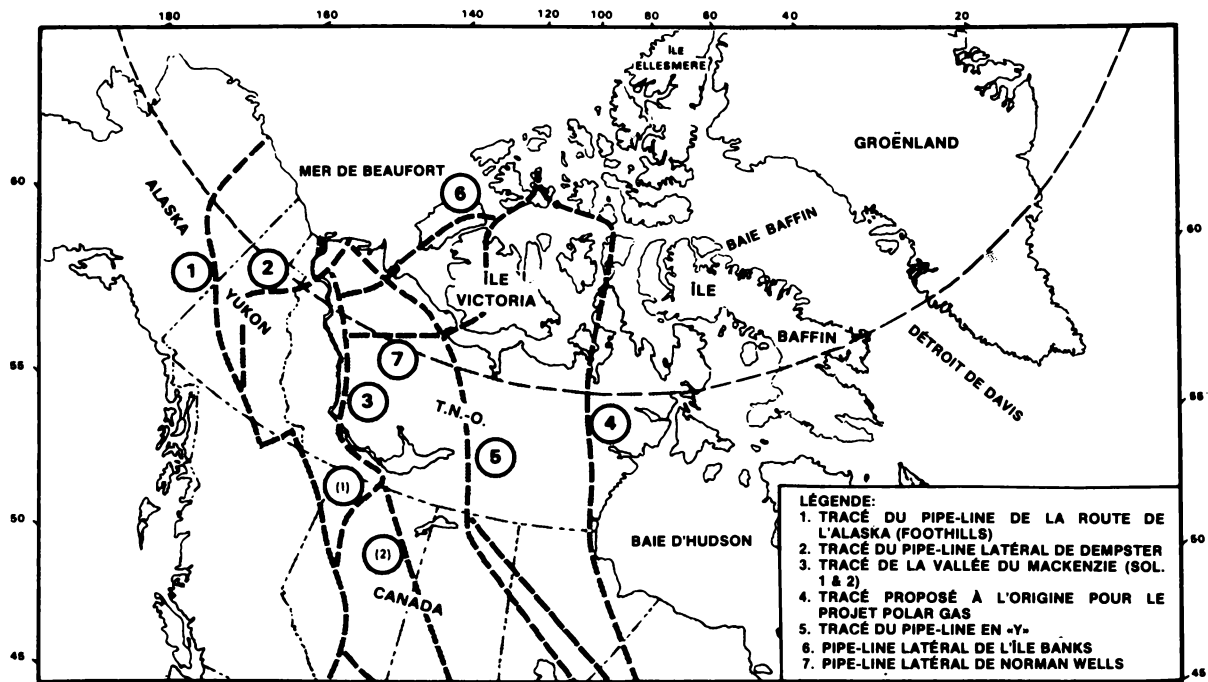 180 160 140 120 100 80 60 20
ÎLE
ELLESMERE
GROËNLAND
MER DE BEAUFORT
60
ALASKA
6
60
BAIE BAFFIN
1
2
ÎLE
VICTORIA
ÎLE
YUKON
BAFFIN
DÉTROIT DE DAVIS
7
55
3
T.N.-O.
4
55
5
(1)
50
(2)
BAIE D'HUDSON
50
CANADA
45
45
LÉGENDE:
1. TRACÉ DU PIPE-LINE DE LA ROUTE DE
L'ALASKA (FOOTHILLS)
2. TRACÉ DU PIPE-LINE LATÉRAL DE DEMPSTER
3. TRACÉ DE LA VALLÉE DU MACKENZIE (SOL.
1 & 2)
4. TRACÉ PROPOSÉ À L'ORIGINE POUR LE
PROJET POLAR GAS
5. TRACÉ DU PIPE-LINE EN «Y»
6. PIPE-LINE LATÉRAL DE L'ÎLE BANKS
7. PIPE-LINE LATÉRAL DE NORMAN WELLS